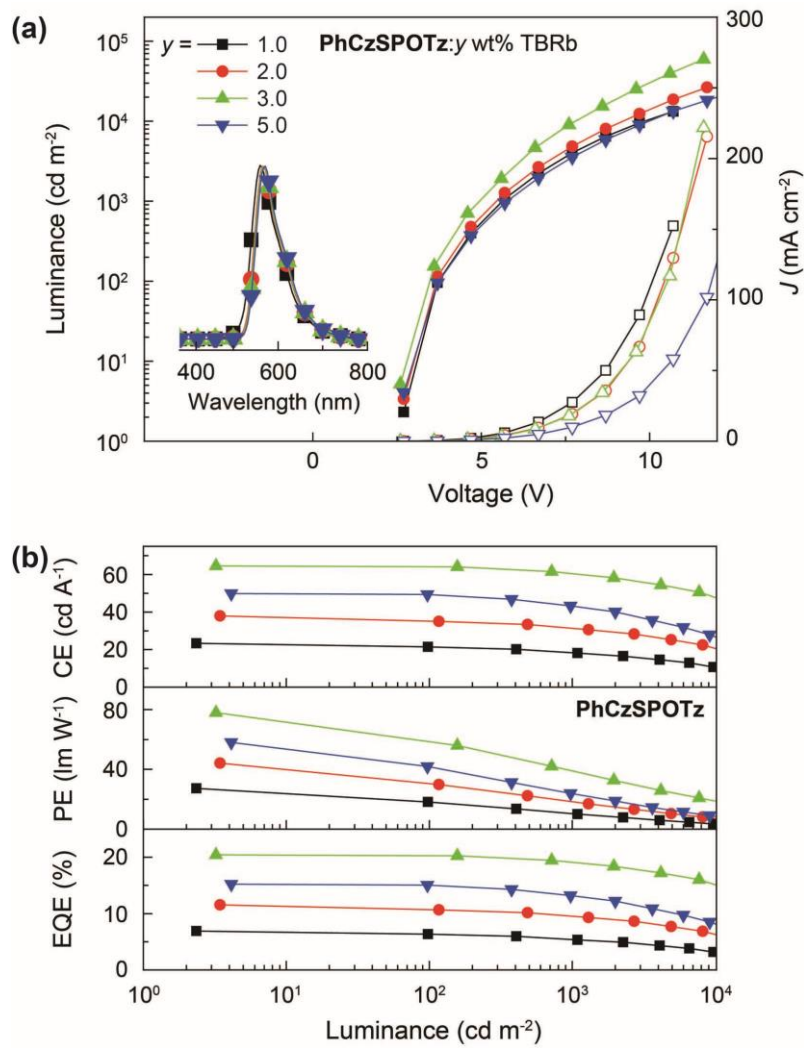 (a)
y = 1.0
2.0
3.0
5.0
PhCzSPOTz:y wt% TBRb
Luminance (cd m⁻²)
10⁵
10⁴
10³
10²
10¹
10⁰
300
200
100
0
J (mA cm⁻²)
400 600 800
Wavelength (nm)
0 5 10
Voltage (V)
(b)
CE (cd A⁻¹)
60
40
20
0
PE (lm W⁻¹)
80
40
0
PhCzSPOTz
EQE (%)
20
10
0
10⁰ 10¹ 10² 10³ 10⁴
Luminance (cd m⁻²)